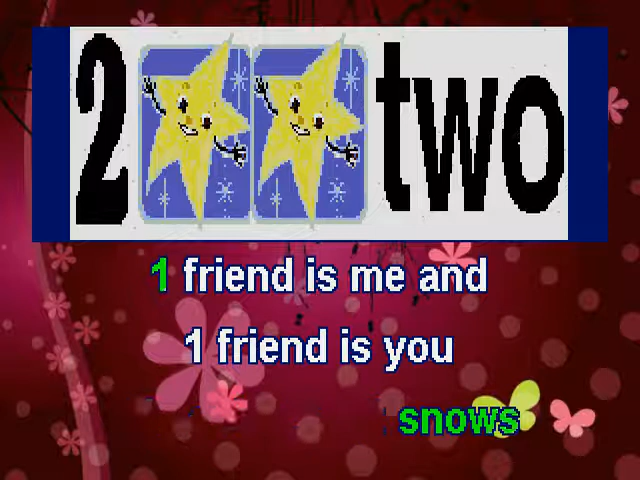 2 two
1 friend is me and
1 friend is you
snows